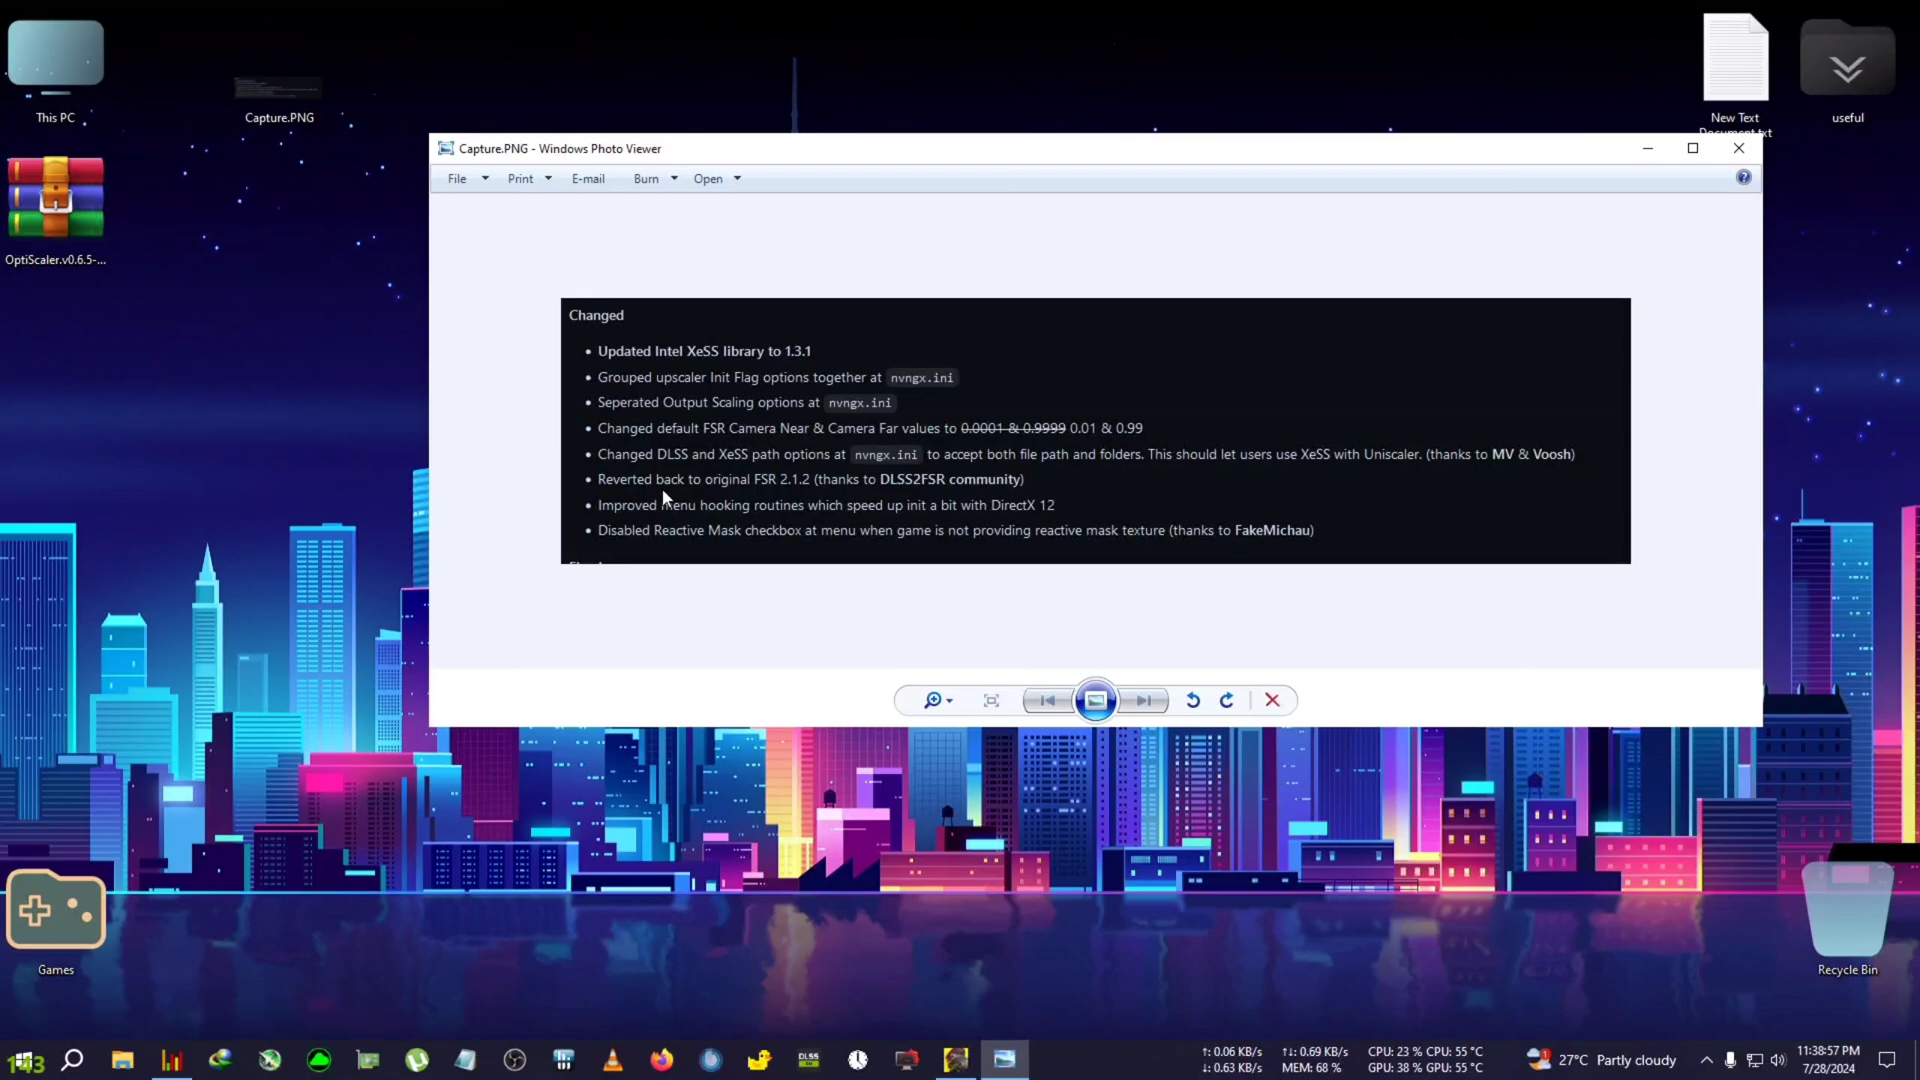 This PC
Capture.PNG
New Text
Document.txt
useful
OptiScaler.v0.6.5-...
Capture.PNG - Windows Photo Viewer
File Print E-mail Burn Open
Changed
• Updated Intel XeSS library to 1.3.1
• Grouped upscaler Init Flag options together at nvngx.ini
• Seperated Output Scaling options at nvngx.ini
• Changed default FSR Camera Near & Camera Far values to 0.0001 & 0.9999 0.01 & 0.99
• Changed DLSS and XeSS path options at nvngx.ini to accept both file path and folders. This should let users use XeSS with Uniscaler. (thanks to MV & Voosh)
• Reverted back to original FSR 2.1.2 (thanks to DLSS2FSR community)
• Improved menu hooking routines which speed up init a bit with DirectX 12
• Disabled Reactive Mask checkbox at menu when game is not providing reactive mask texture (thanks to FakeMichau)
Games
Recycle Bin
143
DLSS
↑: 0.06 KB/s
↓: 0.63 KB/s
↑↓: 0.69 KB/s
MEM: 68 %
CPU: 23 % CPU: 55 °C
GPU: 38 % GPU: 55 °C
27°C Partly cloudy
11:38:57 PM
7/28/2024